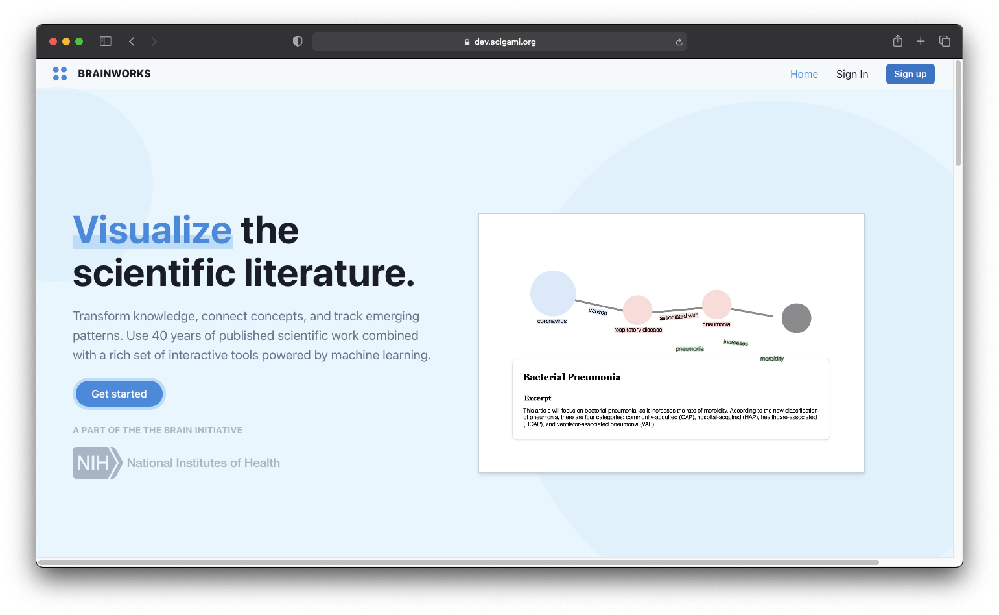 dev.scigami.org
BRAINWORKS
Home
Sign In
Sign up
Visualize the
scientific literature.
Transform knowledge, connect concepts, and track emerging
patterns. Use 40 years of published scientific work combined
with a rich set of interactive tools powered by machine learning.
Get started
A PART OF THE THE BRAIN INITIATIVE
NIH National Institutes of Health
coronavirus
caused
respiratory disease
associated with
pneumonia
pneumonia
increases
morbidity
Bacterial Pneumonia
Excerpt
This article will focus on bacterial pneumonia, as it increases the rate of morbidity. According to the new classification
of pneumonia, there are four categories: community-acquired (CAP), hospital-acquired (HAP), healthcare-associated
(HCAP), and ventilator-associated pneumonia (VAP).